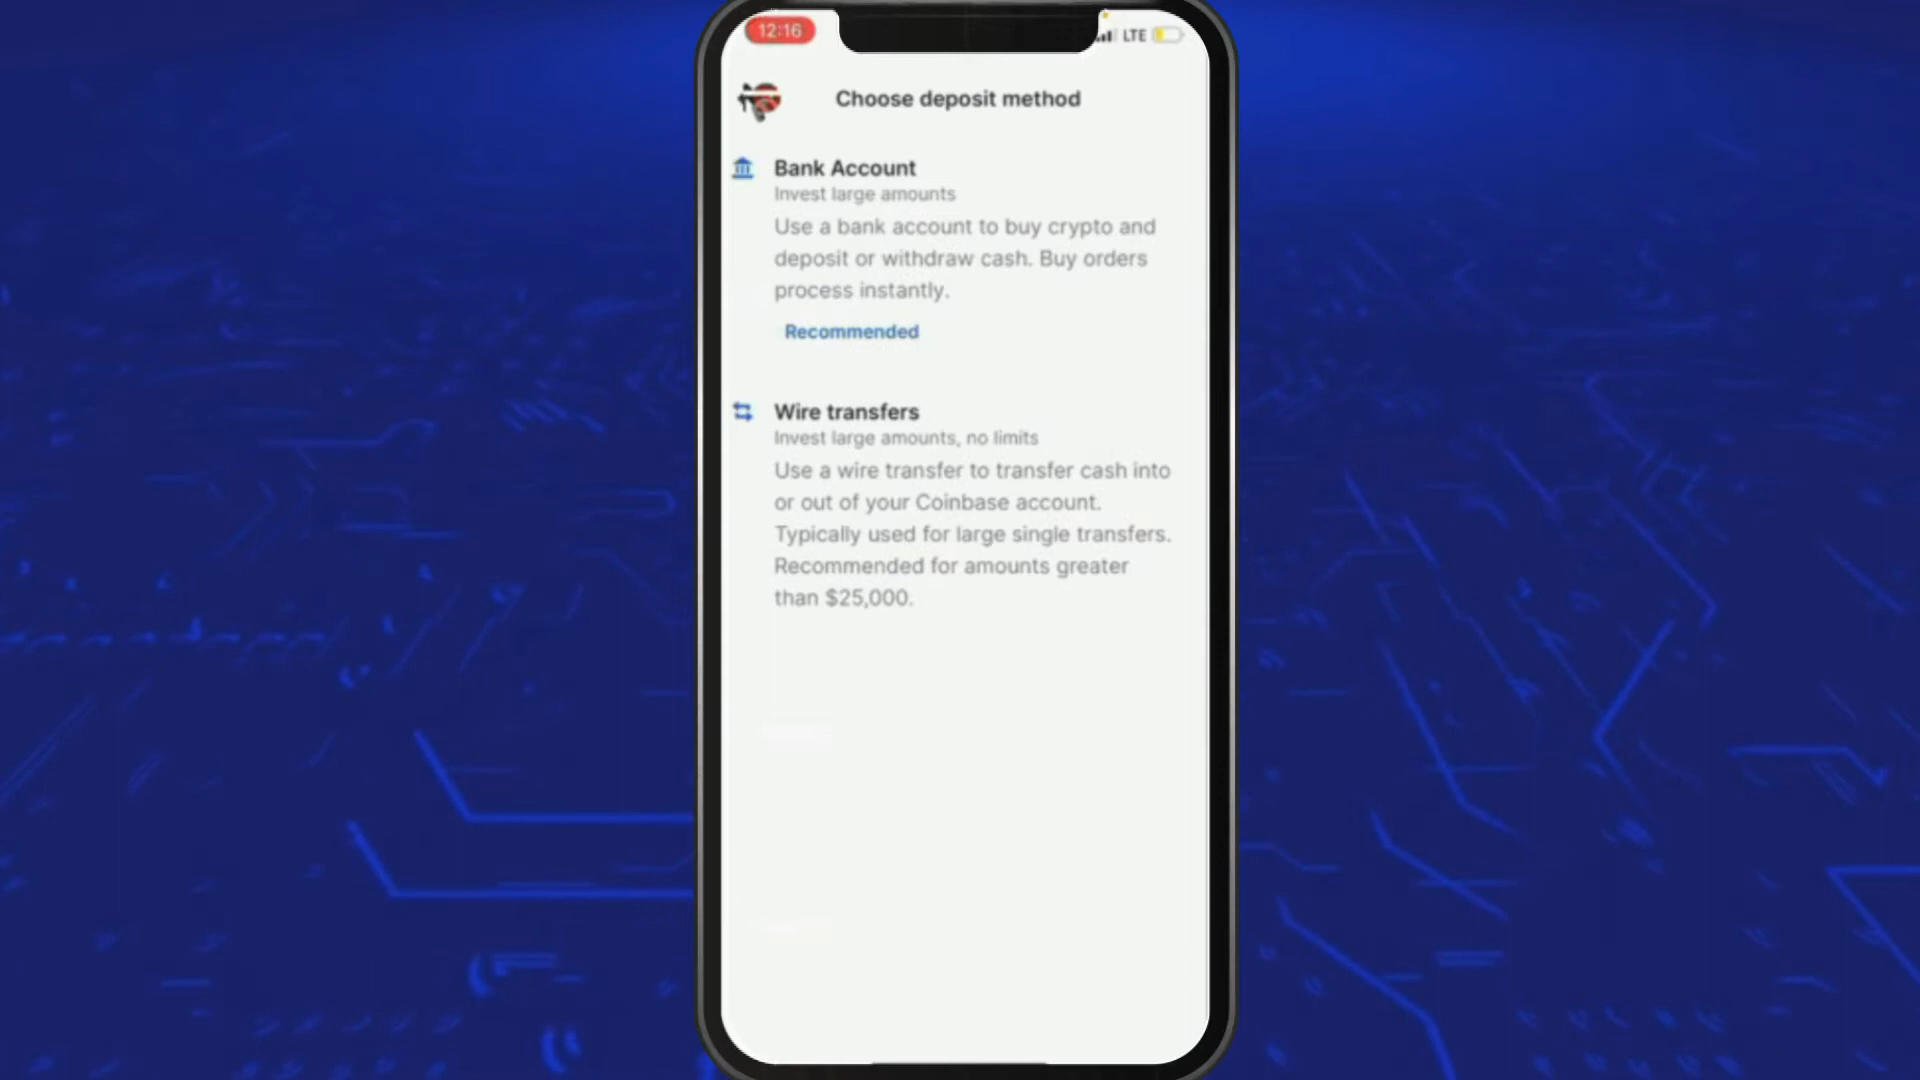 12:16
LTE
Choose deposit method
Bank Account
Invest large amounts
Use a bank account to buy crypto and
deposit or withdraw cash. Buy orders
process instantly.
Recommended
Wire transfers
Invest large amounts, no limits
Use a wire transfer to transfer cash into
or out of your Coinbase account.
Typically used for large single transfers.
Recommended for amounts greater
than $25,000.